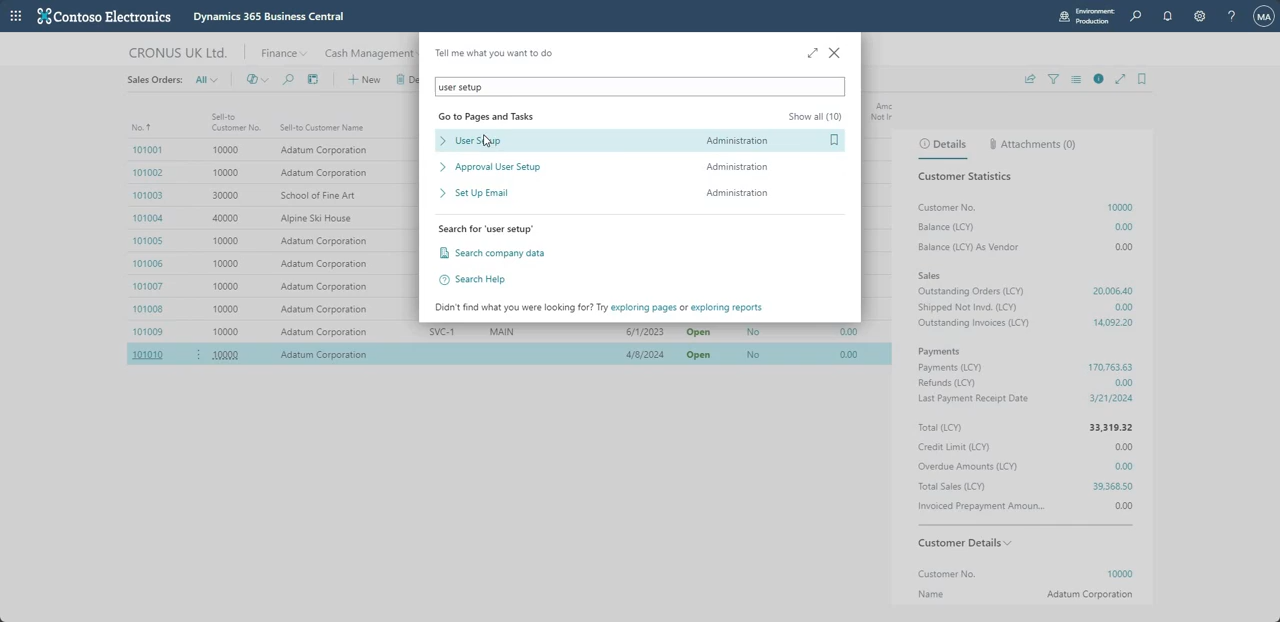 Contoso Electronics Dynamics 365 Business Central Environment: Production ? MA
CRONUS UK Ltd. Finance Cash Management
Sales Orders: All + New De
Tell me what you want to do
user setup
Go to Pages and Tasks Show all (10)
User Setup Administration
Approval User Setup Administration
Set Up Email Administration
Search for 'user setup'
Search company data
Search Help
Didn't find what you were looking for? Try exploring pages or exploring reports
No. ↑ Sell-to Customer No. Sell-to Customer Name Not In
101001 10000 Adatum Corporation
101002 10000 Adatum Corporation
101003 30000 School of Fine Art
101004 40000 Alpine Ski House
101005 10000 Adatum Corporation
101006 10000 Adatum Corporation
101007 10000 Adatum Corporation
101008 10000 Adatum Corporation
101009 10000 Adatum Corporation SVC-1 MAIN 6/1/2023 Open No 0.00
101010 10000 Adatum Corporation 4/8/2024 Open No 0.00
Details Attachments (0)
Customer Statistics
Customer No. 10000
Balance (LCY) 0.00
Balance (LCY) As Vendor 0.00
Sales
Outstanding Orders (LCY) 20,006.40
Shipped Not Invd. (LCY) 0.00
Outstanding Invoices (LCY) 14,092.20
Payments
Payments (LCY) 170,763.63
Refunds (LCY) 0.00
Last Payment Receipt Date 3/21/2024
Total (LCY) 33,319.32
Credit Limit (LCY) 0.00
Overdue Amounts (LCY) 0.00
Total Sales (LCY) 39,368.50
Invoiced Prepayment Amoun... 0.00
Customer Details
Customer No. 10000
Name Adatum Corporation